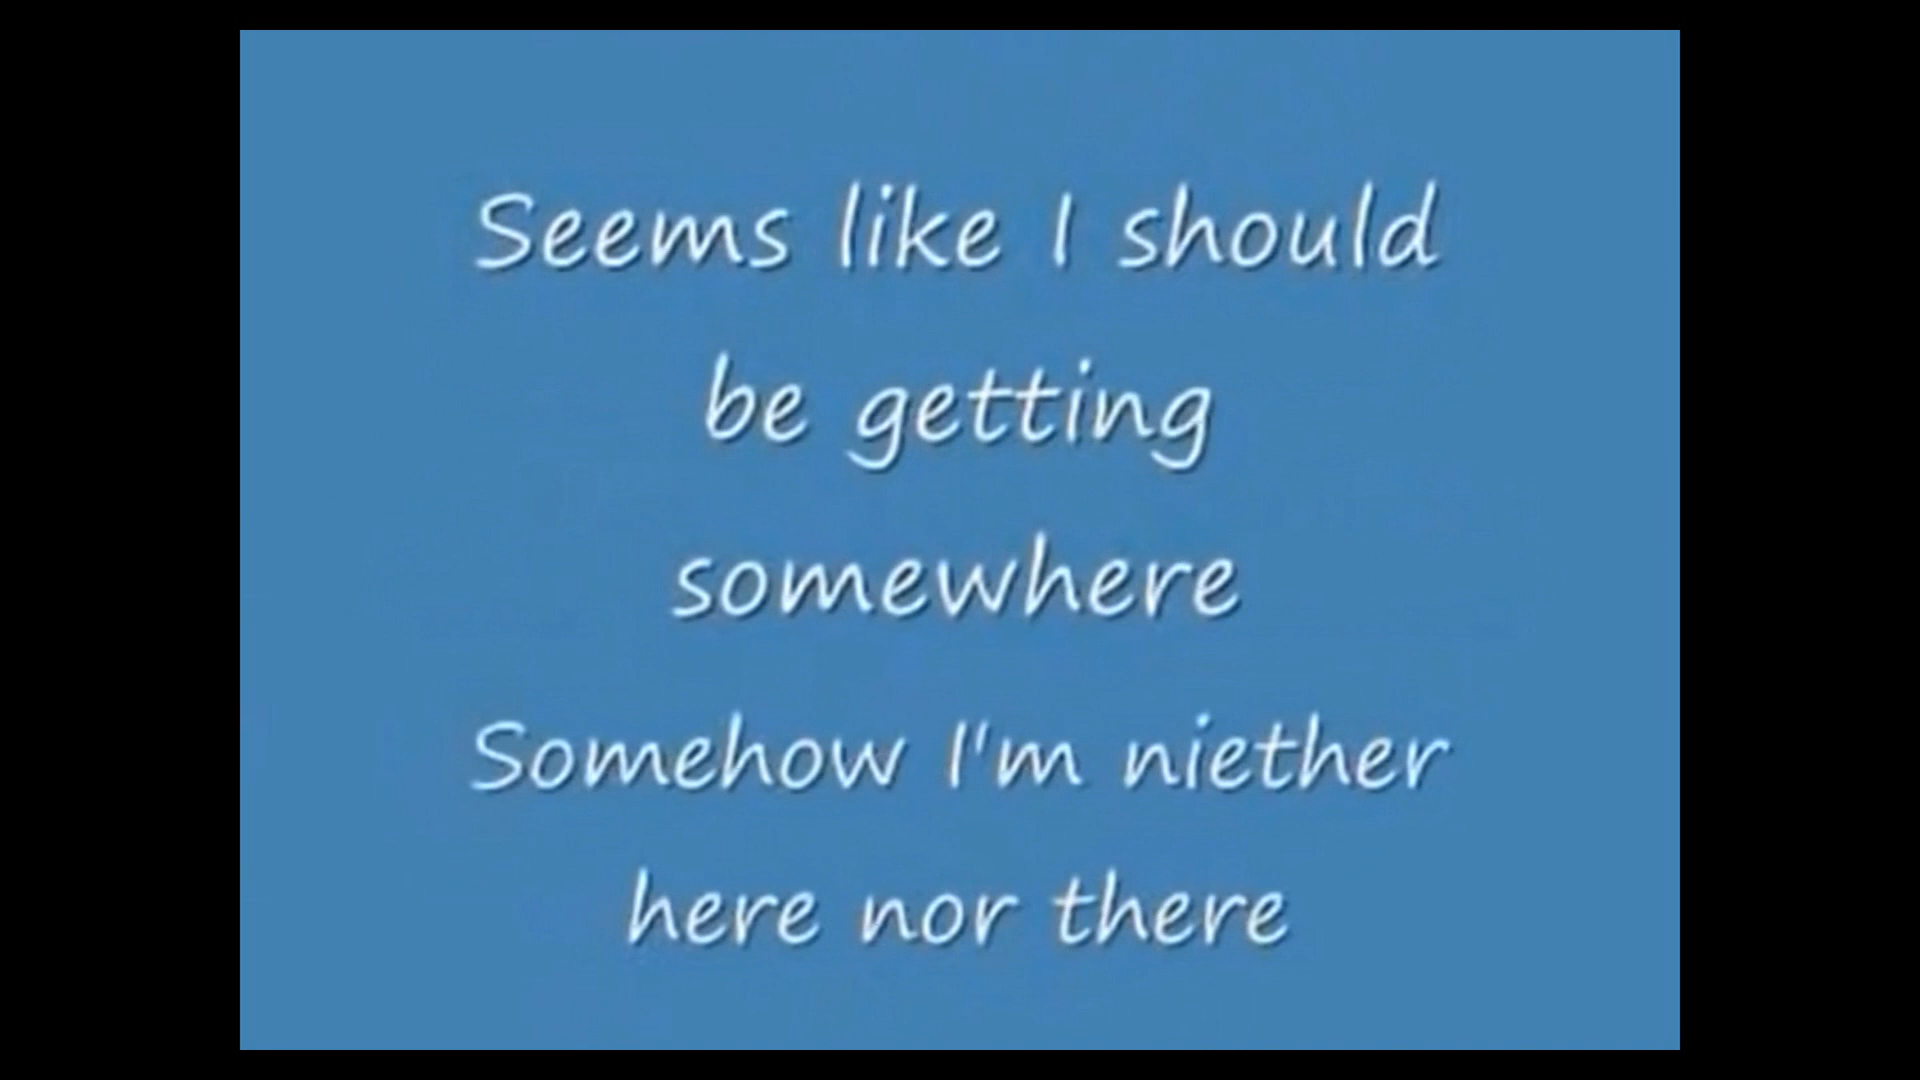 Seems like I should
be getting
somewhere
Somehow I'm niether
here nor there